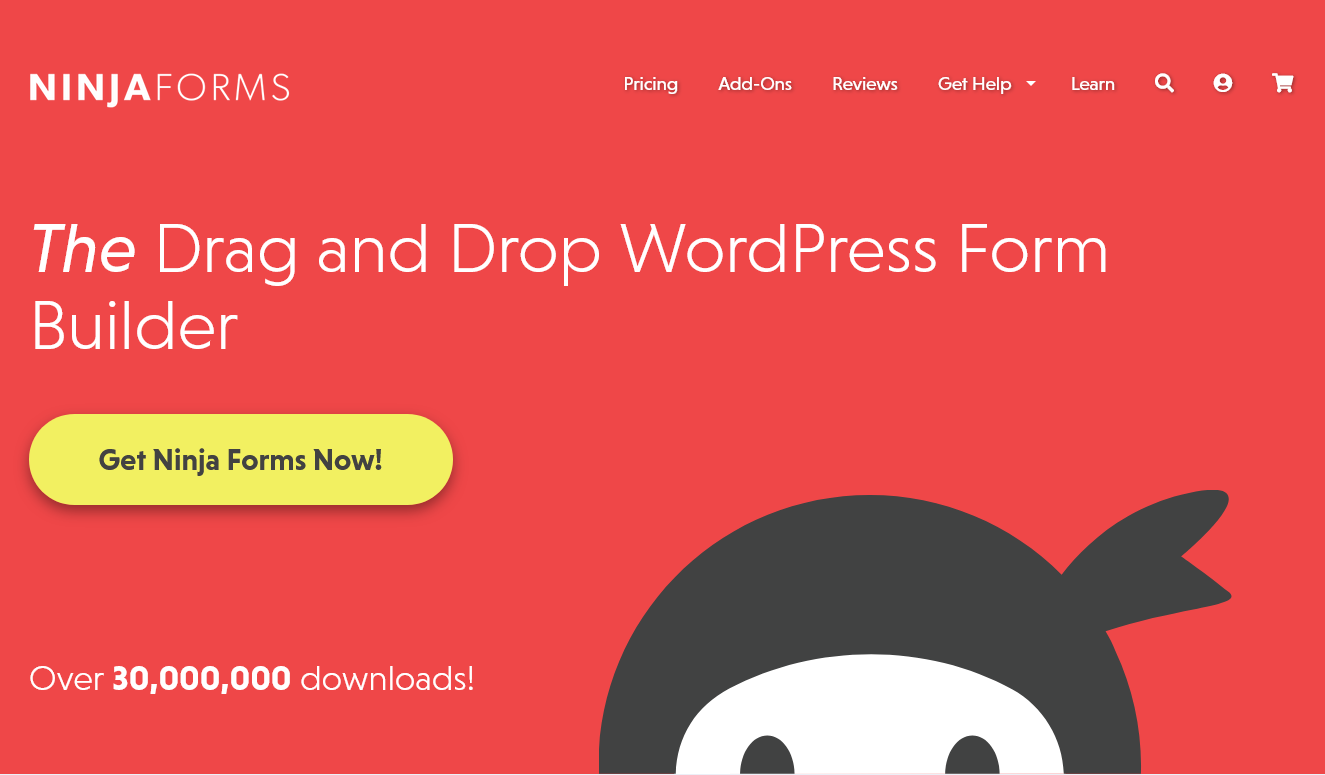 NINJAFORMS
Pricing Add-Ons Reviews Get Help Learn
The Drag and Drop WordPress Form
Builder
Get Ninja Forms Now!
Over 30,000,000 downloads!